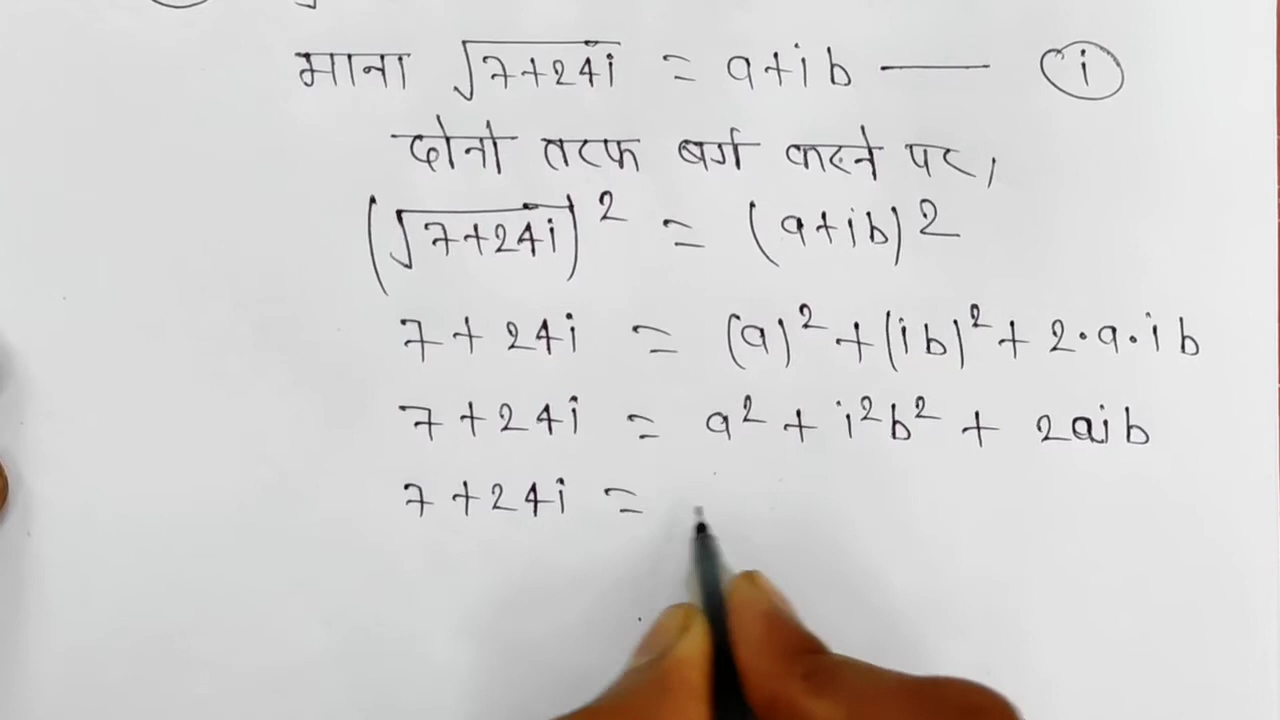 माना √7+24i = a+ib — (i)
दोनो तरफ बर्ग करने पर,
(√7+24i)² = (a+ib)2
7+24i = (a)²+(ib)²+2·a·ib
7+24i = a²+i²b²+2aib
7+24i =